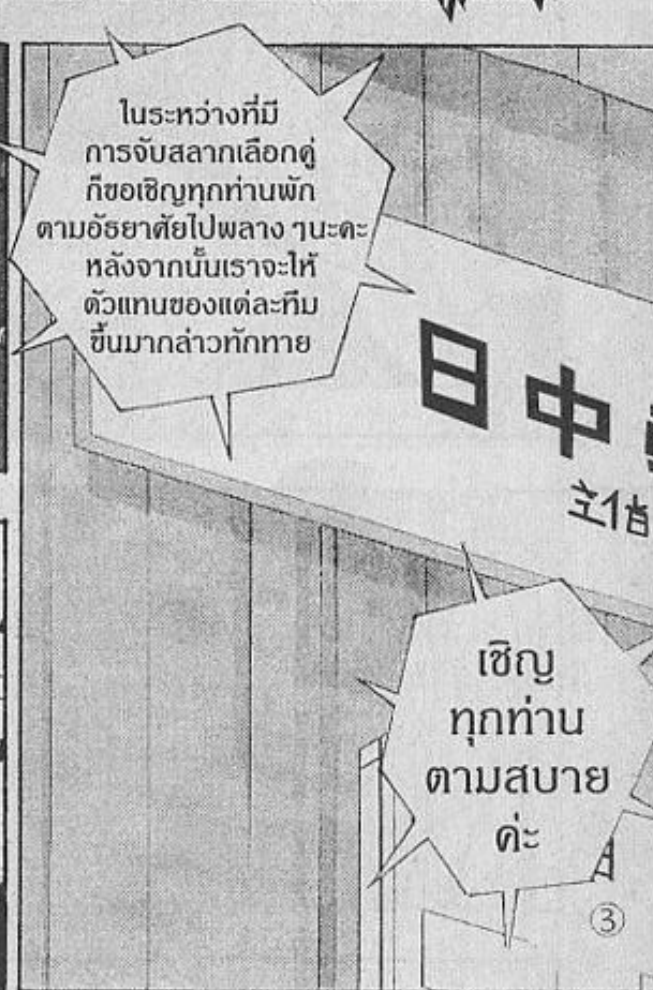 ในระหว่างที่มี
การจับสลากเลือกคู่
ก็ขอเชิญทุกท่านพัก
ตามอัธยาศัยไปพลาง ๆนะคะ
หลังจากนั้นเราจะให้
ตัวแทนของแต่ละทีม
ขึ้นมากล่าวทักทาย
日中
主催
เชิญ
ทุกท่าน
ตามสบาย
ค่ะ
③